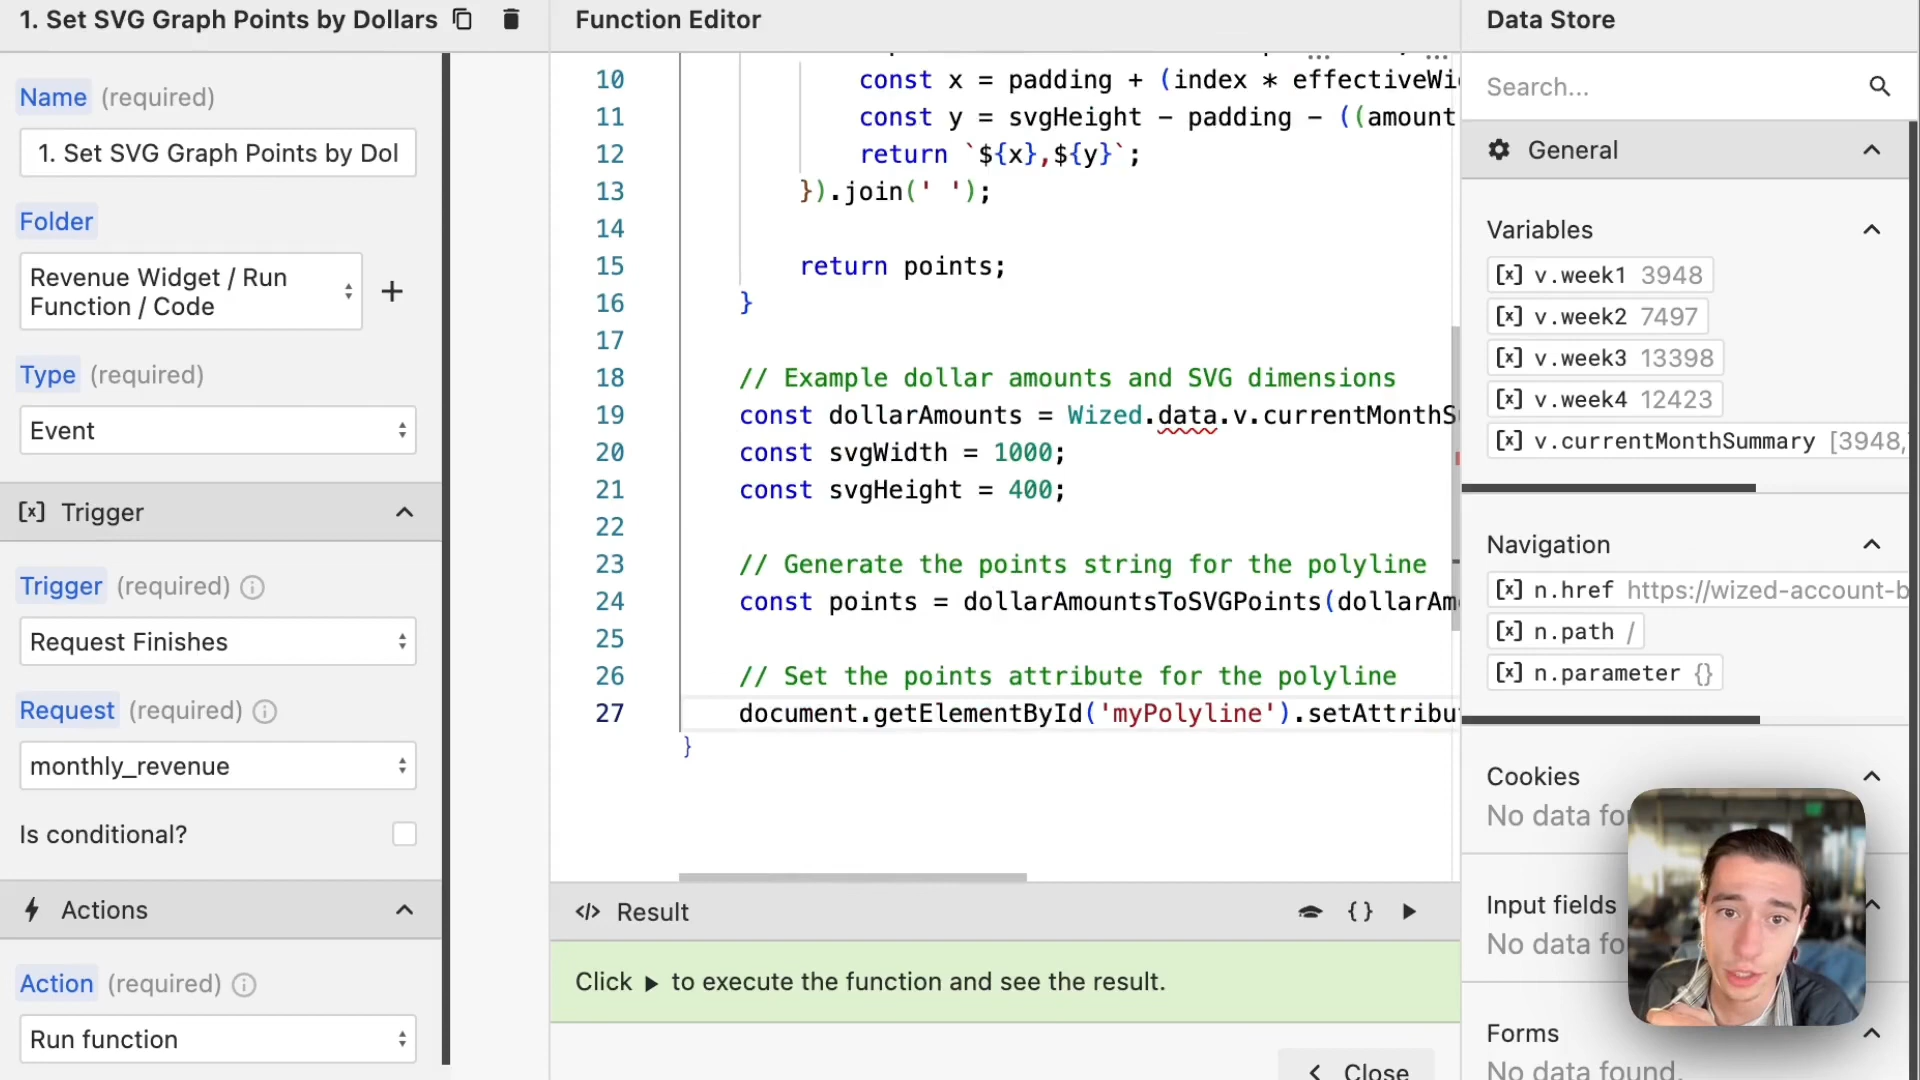 1. Set SVG Graph Points by Dollars
Name (required)
1. Set SVG Graph Points by Dol
Folder
Revenue Widget / Run
Function / Code
Type (required)
Event
Trigger
Trigger (required)
Request Finishes
Request (required)
monthly_revenue
Is conditional?
Actions
Action (required)
Run function
Function Editor
10 const x = padding + (index * effectiveWi
11 const y = svgHeight - padding - ((amount
12 return `${x},${y}`;
13 }).join(' ');
14
15 return points;
16 }
17
18 // Example dollar amounts and SVG dimensions
19 const dollarAmounts = Wized.data.v.currentMonthS
20 const svgWidth = 1000;
21 const svgHeight = 400;
22
23 // Generate the points string for the polyline
24 const points = dollarAmountsToSVGPoints(dollarAm
25
26 // Set the points attribute for the polyline
27 document.getElementById('myPolyline').setAttribu
}
</> Result
{}
Click ▶ to execute the function and see the result.
< Close
Data Store
Search...
General
Variables
[x] v.week1 3948
[x] v.week2 7497
[x] v.week3 13398
[x] v.week4 12423
[x] v.currentMonthSummary [3948,
Navigation
[x] n.href https://wized-account-b
[x] n.path /
[x] n.parameter {}
Cookies
No data fo
Input fields
No data fo
Forms
No data found.